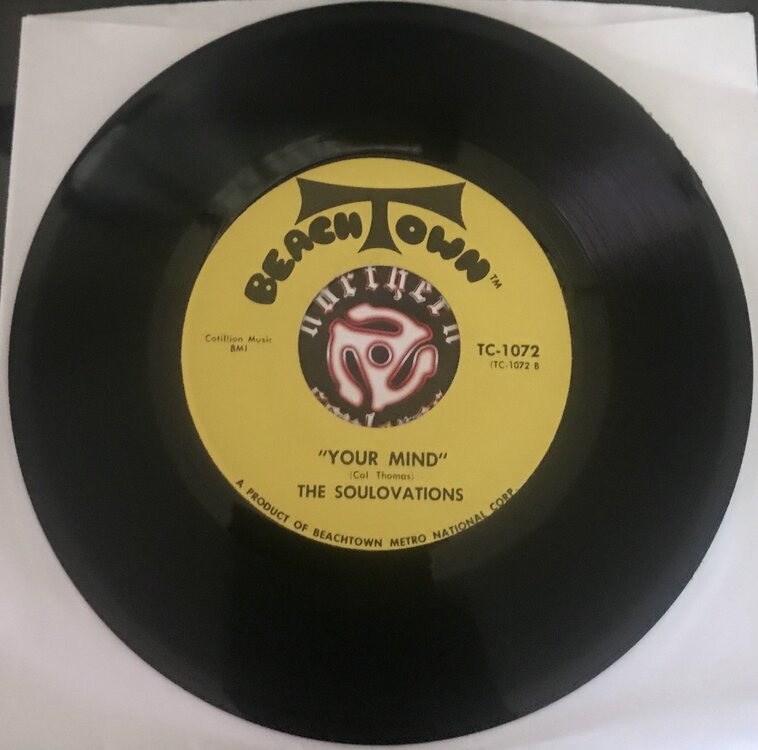 BEACHTOWN™
northern
Cotillion Music
BMI
TC-1072
(TC-1072 B
"YOUR MIND"
(Cal Thomas)
THE SOULOVATIONS
A PRODUCT OF BEACHTOWN METRO NATIONAL CORP.